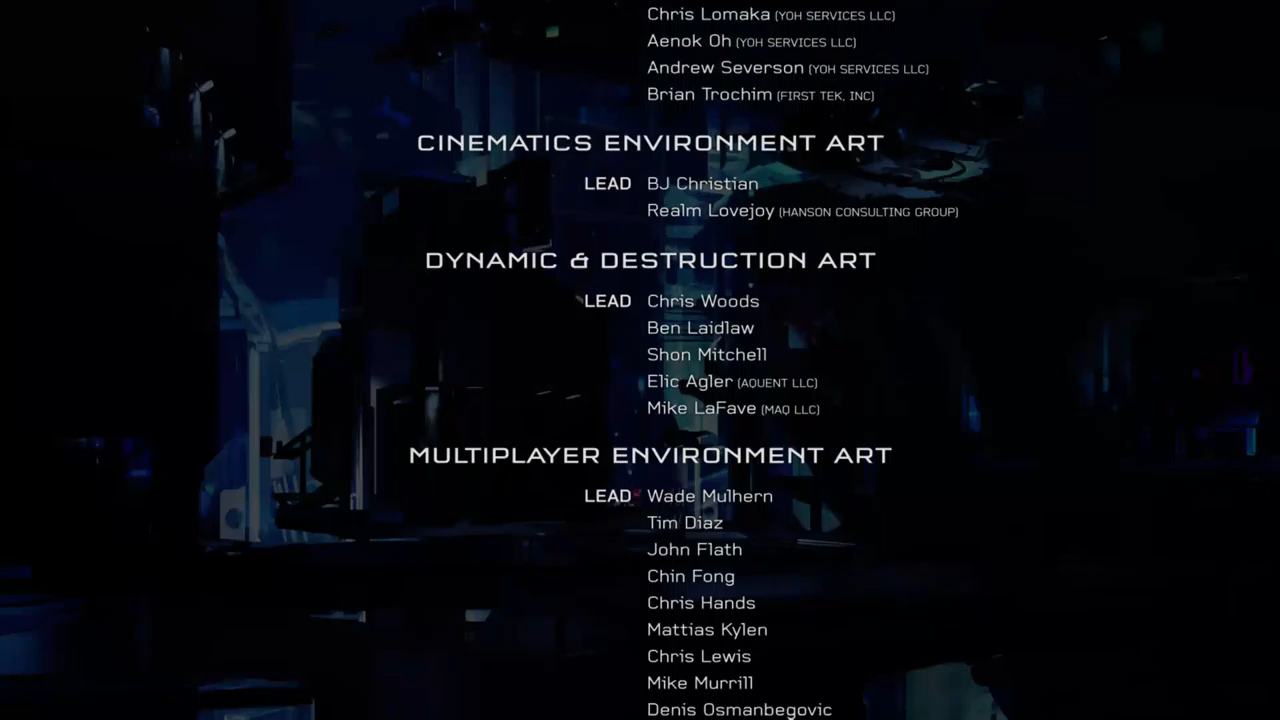 Chris Lomaka (YOH SERVICES LLC)
Aenok Oh (YOH SERVICES LLC)
Andrew Severson (YOH SERVICES LLC)
Brian Trochim (FIRST TEK, INC)
CINEMATICS ENVIRONMENT ART
LEAD BJ Christian
Realm Lovejoy (HANSON CONSULTING GROUP)
DYNAMIC & DESTRUCTION ART
LEAD Chris Woods
Ben Laidlaw
Shon Mitchell
Elic Agler (AQUENT LLC)
Mike LaFave (MAQ LLC)
MULTIPLAYER ENVIRONMENT ART
LEAD Wade Mulhern
Tim Diaz
John Flath
Chin Fong
Chris Hands
Mattias Kylen
Chris Lewis
Mike Murrill
Denis Osmanbegovic